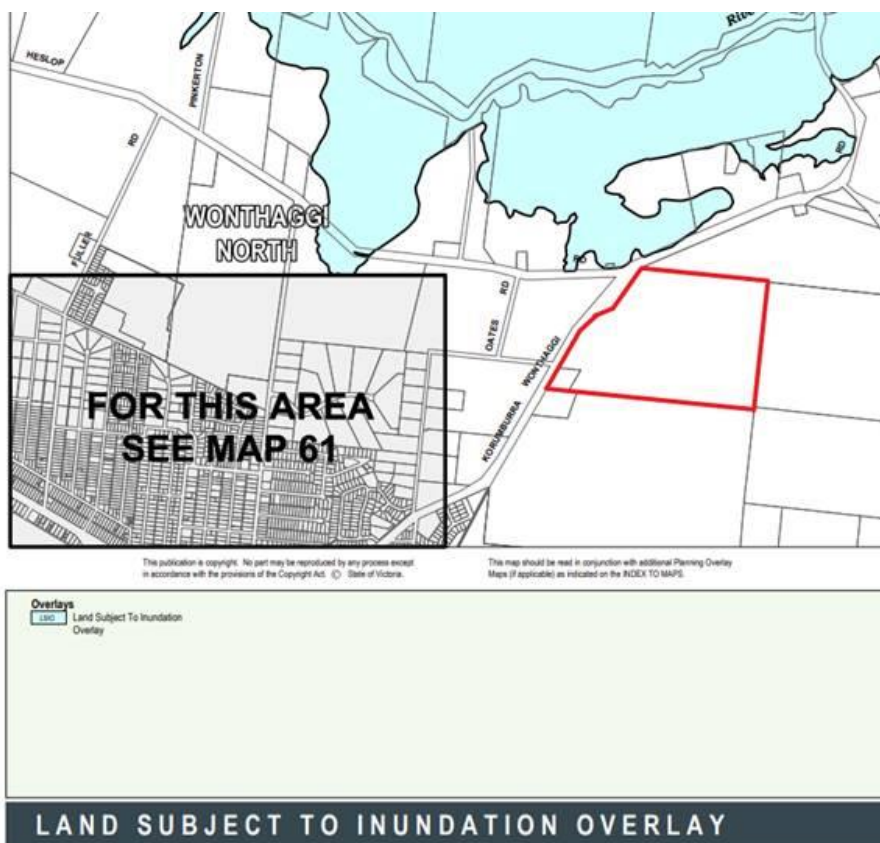 Rive
HESLOP
PINKERTON
RD
RD
WONTHAGGI
NORTH
FULLER
RD
RD
OATES
WONTHAGGI
FOR THIS AREA
SEE MAP 61
KORUMBURRA
This publication is copyright. No part may be reproduced by any process except
in accordance with the provisions of the Copyright Act. © State of Victoria.
This map should be read in conjunction with additional Planning Overlay
Maps (if applicable) as indicated on the INDEX TO MAPS.
Overlays
LSIO Land Subject To Inundation
Overlay
LAND SUBJECT TO INUNDATION OVERLAY